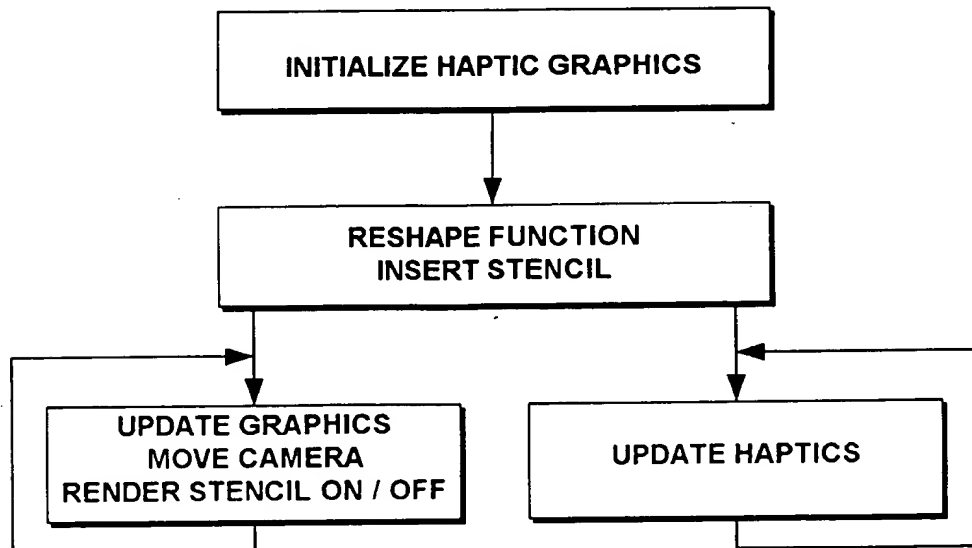 INITIALIZE HAPTIC GRAPHICS
RESHAPE FUNCTION
INSERT STENCIL
UPDATE GRAPHICS
MOVE CAMERA
RENDER STENCIL ON / OFF
UPDATE HAPTICS